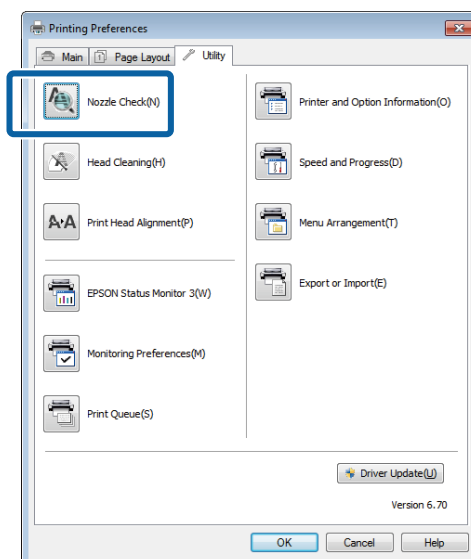 Printing Preferences
Main
Page Layout
Utility
Nozzle Check(N)
Head Cleaning(H)
Print Head Alignment(P)
EPSON Status Monitor 3(W)
Monitoring Preferences(M)
Print Queue(S)
Printer and Option Information(O)
Speed and Progress(D)
Menu Arrangement(T)
Export or Import(E)
Driver Update(U)
Version 6.70
OK
Cancel
Help